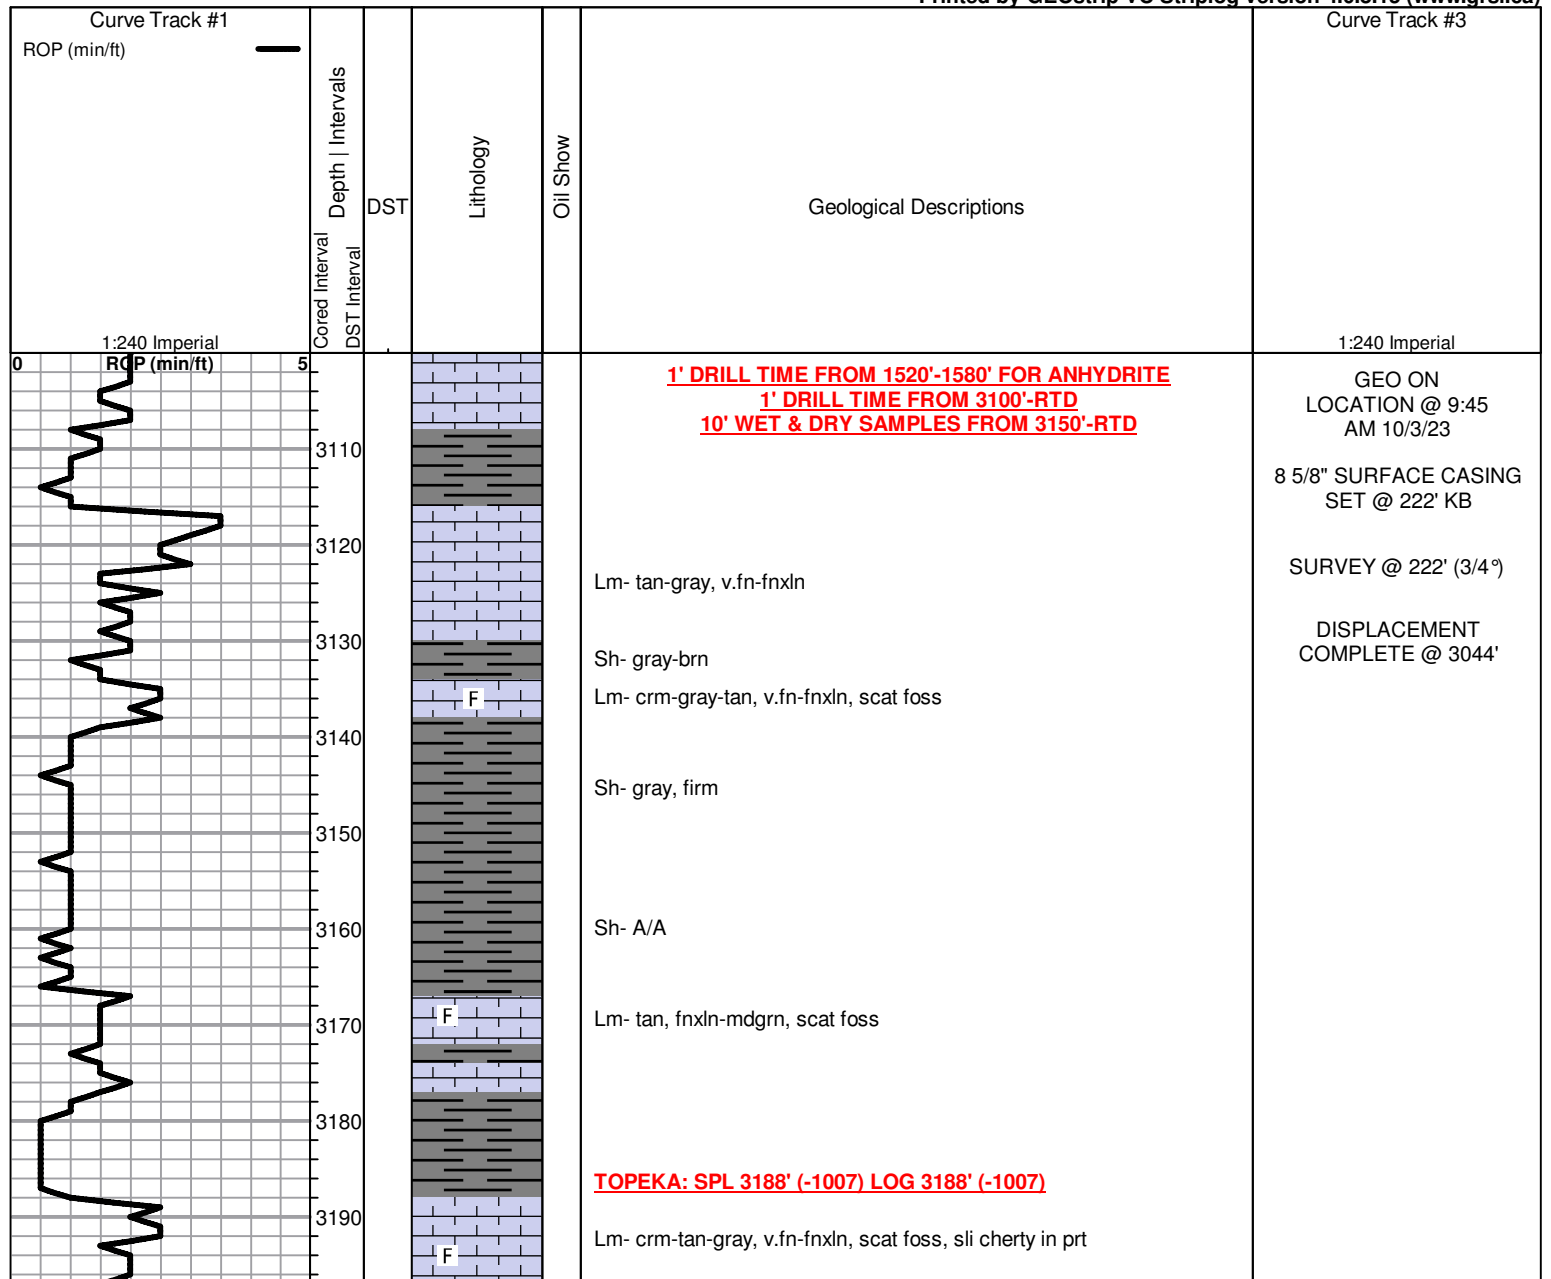 Curve Track #1
ROP (min/ft)
1:240 Imperial
Cored Interval
Depth | Intervals
DST Interval
DST
Lithology
Oil Show
Geological Descriptions
Curve Track #3
1:240 Imperial
0 ROP (min/ft) 5
1' DRILL TIME FROM 1520'-1580' FOR ANHYDRITE
1' DRILL TIME FROM 3100'-RTD
10' WET & DRY SAMPLES FROM 3150'-RTD
GEO ON
LOCATION @ 9:45
AM 10/3/23
3110
8 5/8" SURFACE CASING
SET @ 222' KB
3120
SURVEY @ 222' (3/4°)
Lm- tan-gray, v.fn-fnxln
3130
DISPLACEMENT
COMPLETE @ 3044'
Sh- gray-brn
F
Lm- crm-gray-tan, v.fn-fnxln, scat foss
3140
Sh- gray, firm
3150
3160
Sh- A/A
F
3170
Lm- tan, fnxln-mdgrn, scat foss
3180
TOPEKA: SPL 3188' (-1007) LOG 3188' (-1007)
3190
Lm- crm-tan-gray, v.fn-fnxln, scat foss, sli cherty in prt
F